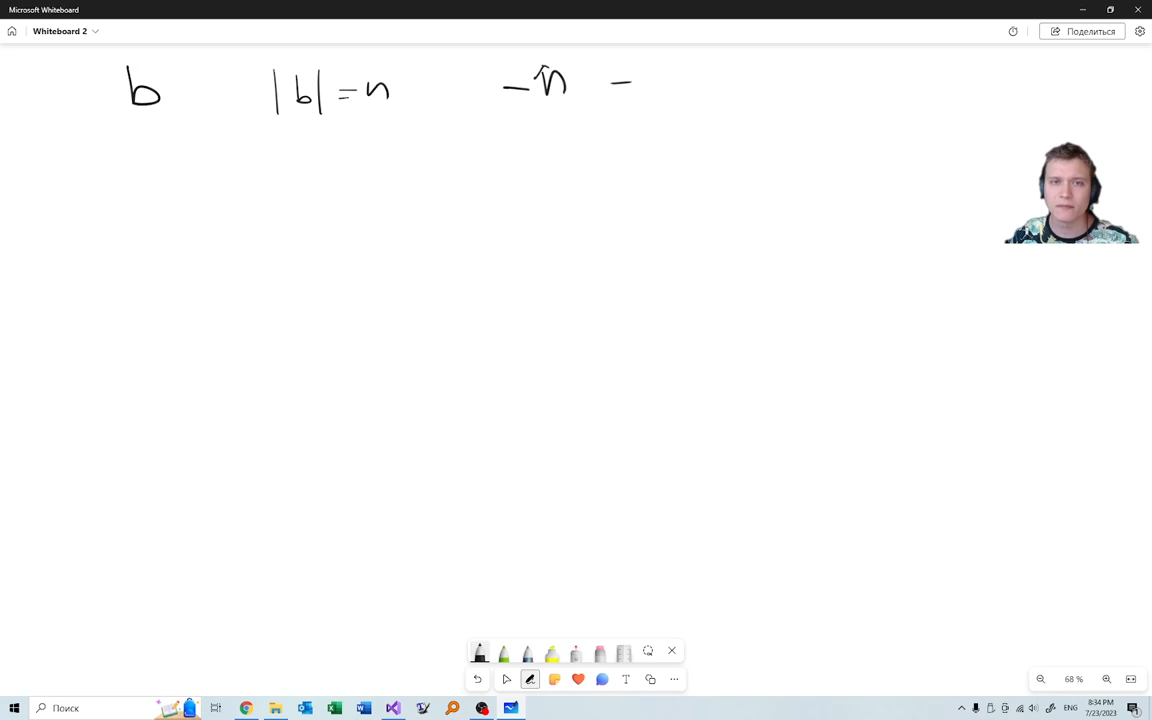 Microsoft Whiteboard
Whiteboard 2
Поделиться
b |b| = n
68 %
Поиск
ENG
8:34 PM
7/23/2023